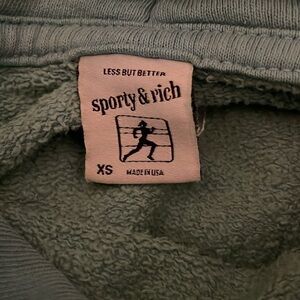 LESS BUT BETTER
sporty & rich
XS
MADE IN USA